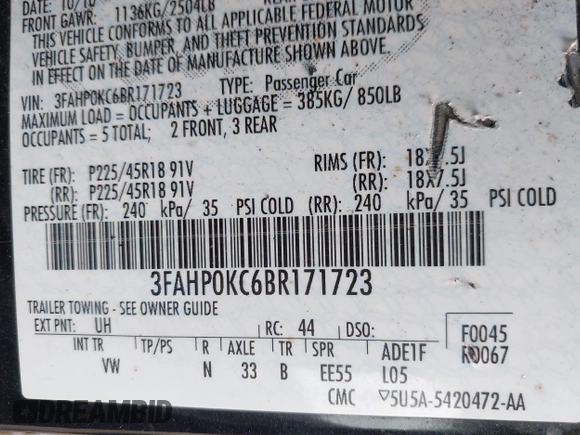 DATE: 10/10
FRONT GAWR: 1136KG/2504LB
THIS VEHICLE CONFORMS TO ALL APPLICABLE FEDERAL MOTOR
VEHICLE SAFETY, BUMPER, AND THEFT PREVENTION STANDARDS
IN EFFECT ON THE DATE OF MANUFACTURE SHOWN ABOVE.
VIN: 3FAHP0KC6BR171723 TYPE: Passenger Car
MAXIMUM LOAD = OCCUPANTS + LUGGAGE = 385KG/ 850LB
OCCUPANTS = 5 TOTAL; 2 FRONT, 3 REAR
TIRE (FR): P225/45R18 91V RIMS (FR): 18X7.5J
(RR): P225/45R18 91V (RR): 18X7.5J
PRESSURE (FR): 240 kPa/ 35 PSI COLD (RR): 240 kPa/ 35 PSI COLD
3FAHP0KC6BR171723
TRAILER TOWING - SEE OWNER GUIDE
EXT PNT: UH RC: 44 DSO: F0045
R0067
INT TR TP/PS R AXLE TR SPR ADE1F
VW N 33 B EE55 L05
CMC 5U5A-5420472-AA
DREAMBID